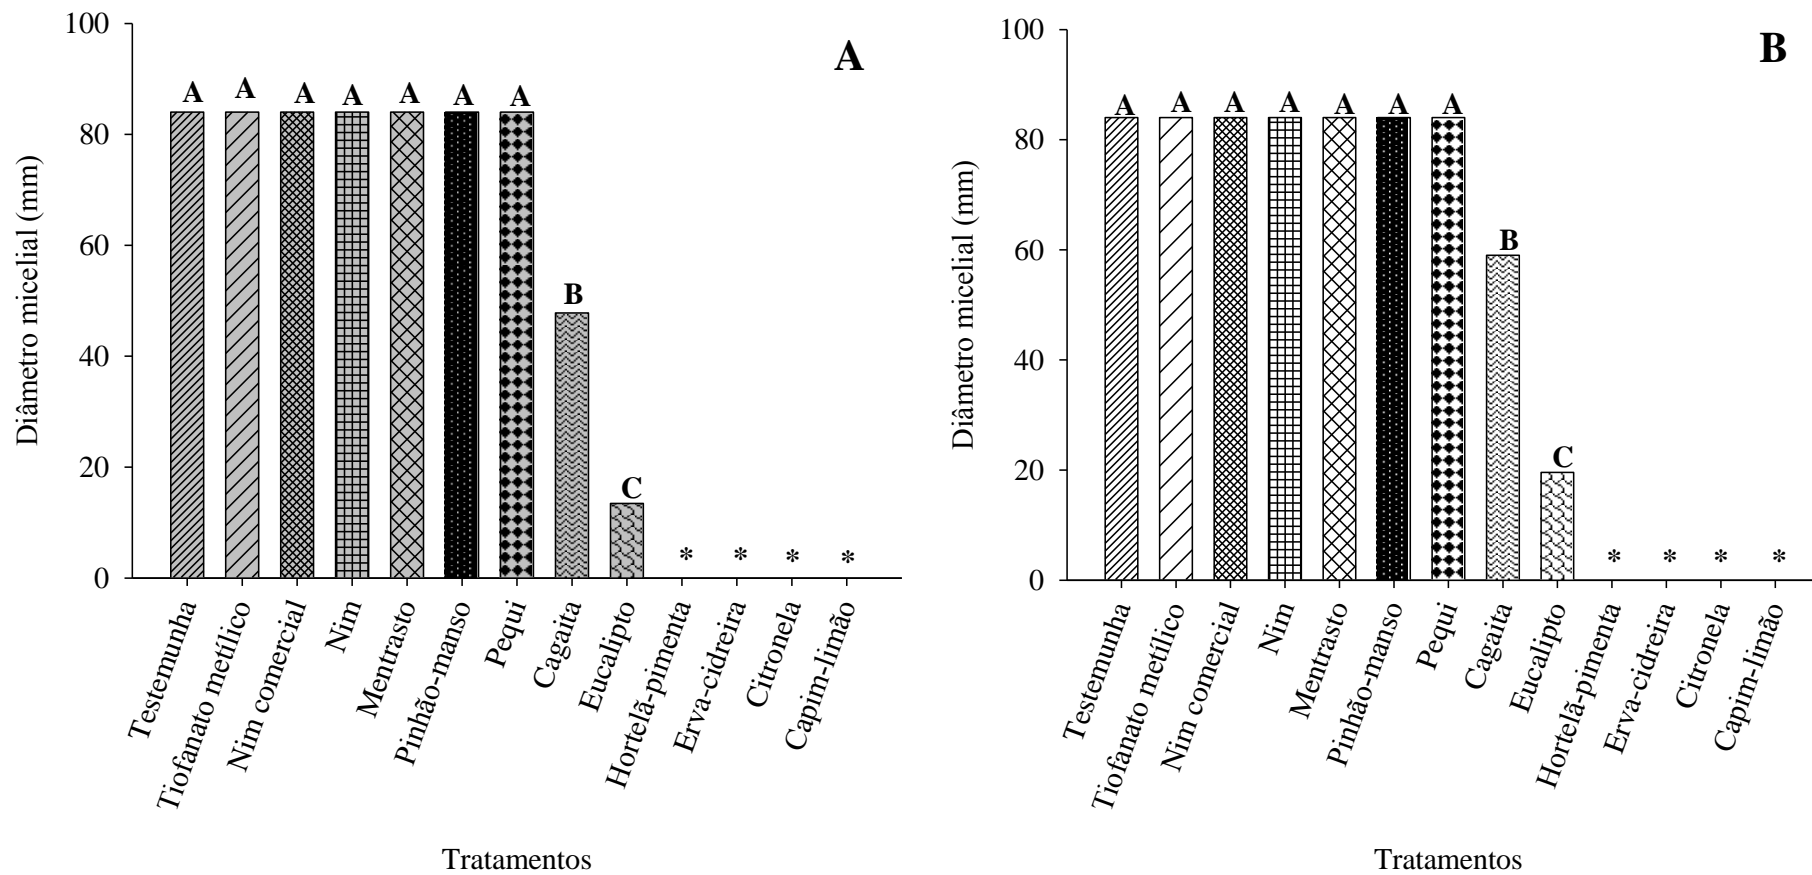 A
Diâmetro micelial (mm)
100
80
60
40
20
0
A
A
A
A
A
A
A
B
C
*
*
*
*
Testemunha
Tiofanato metílico
Nim comercial
Nim
Mentrasto
Pinhão-manso
Pequi
Cagaita
Eucalipto
Hortelã-pimenta
Erva-cidreira
Citronela
Capim-limão
Tratamentos
B
Diâmetro micelial (mm)
100
80
60
40
20
0
A
A
A
A
A
A
A
B
C
*
*
*
*
Testemunha
Tiofanato metílico
Nim comercial
Nim
Mentrasto
Pinhão-manso
Pequi
Cagaita
Eucalipto
Hortelã-pimenta
Erva-cidreira
Citronela
Capim-limão
Tratamentos